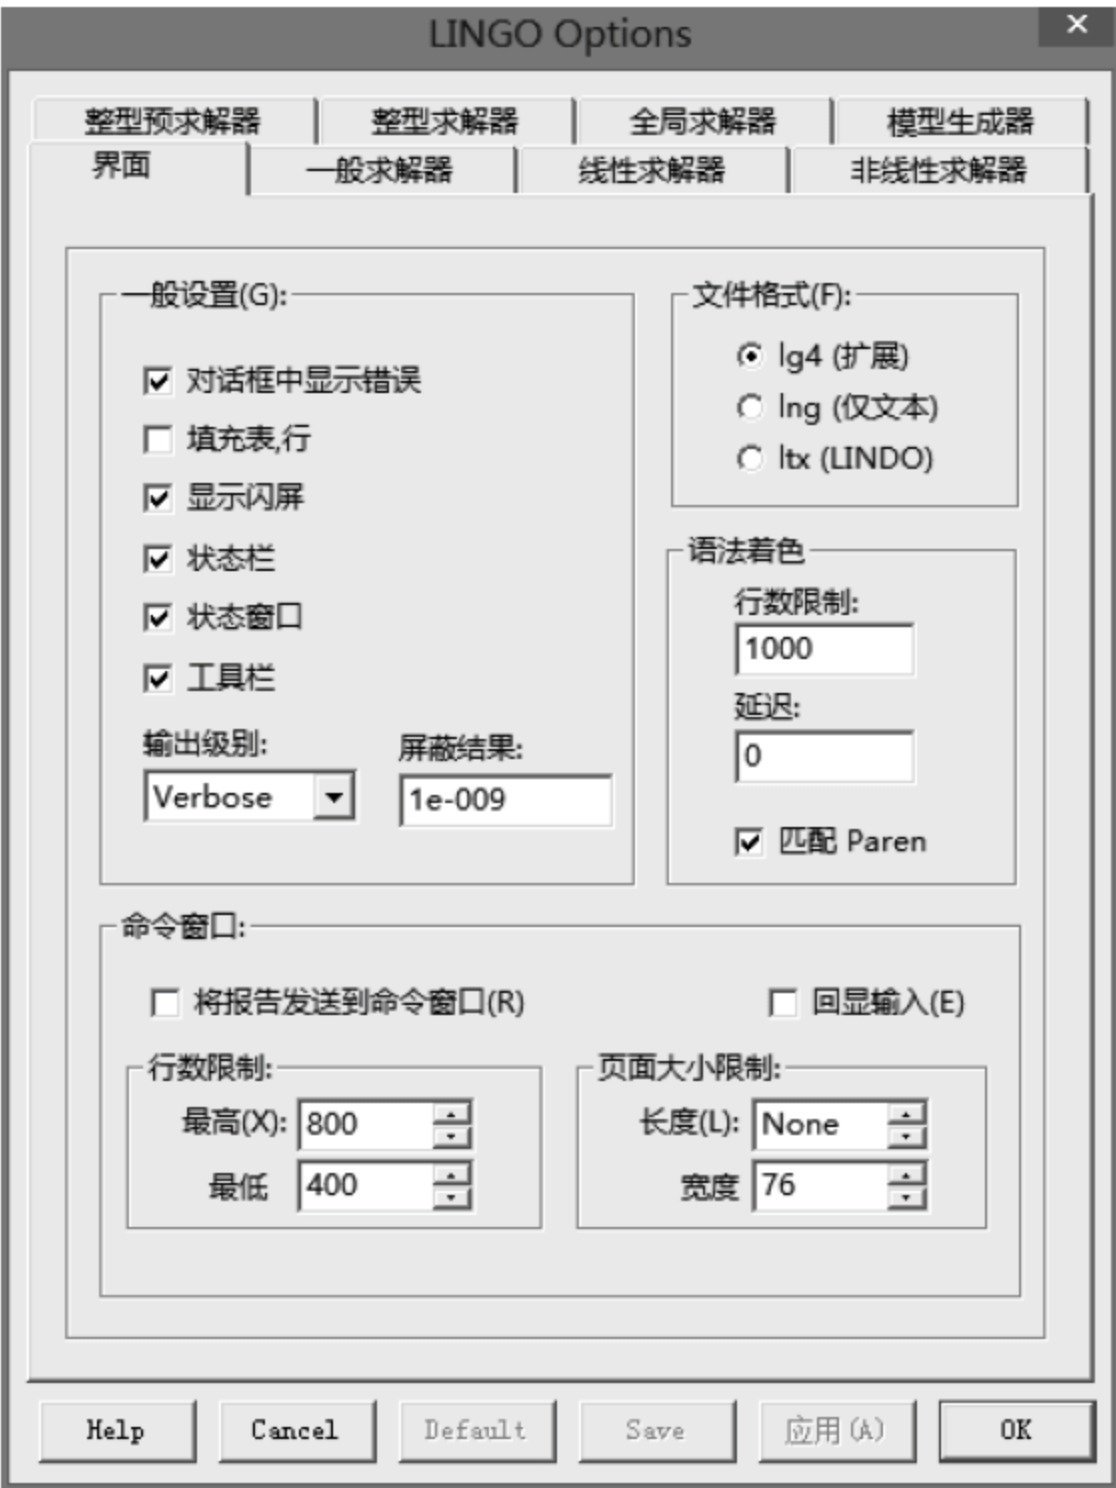 LINGO Options
整型预求解器 整型求解器 全局求解器 模型生成器
界面 一般求解器 线性求解器 非线性求解器
一般设置(G):
对话框中显示错误
填充表,行
显示闪屏
状态栏
状态窗口
工具栏
输出级别: 屏蔽结果:
Verbose 1e-009
文件格式(F):
lg4 (扩展)
lng (仅文本)
ltx (LINDO)
语法着色
行数限制:
1000
延迟:
0
匹配 Paren
命令窗口:
将报告发送到命令窗口(R) 回显输入(E)
行数限制:
最高(X): 800
最低 400
页面大小限制:
长度(L): None
宽度 76
Help Cancel Default Save 应用(A) OK